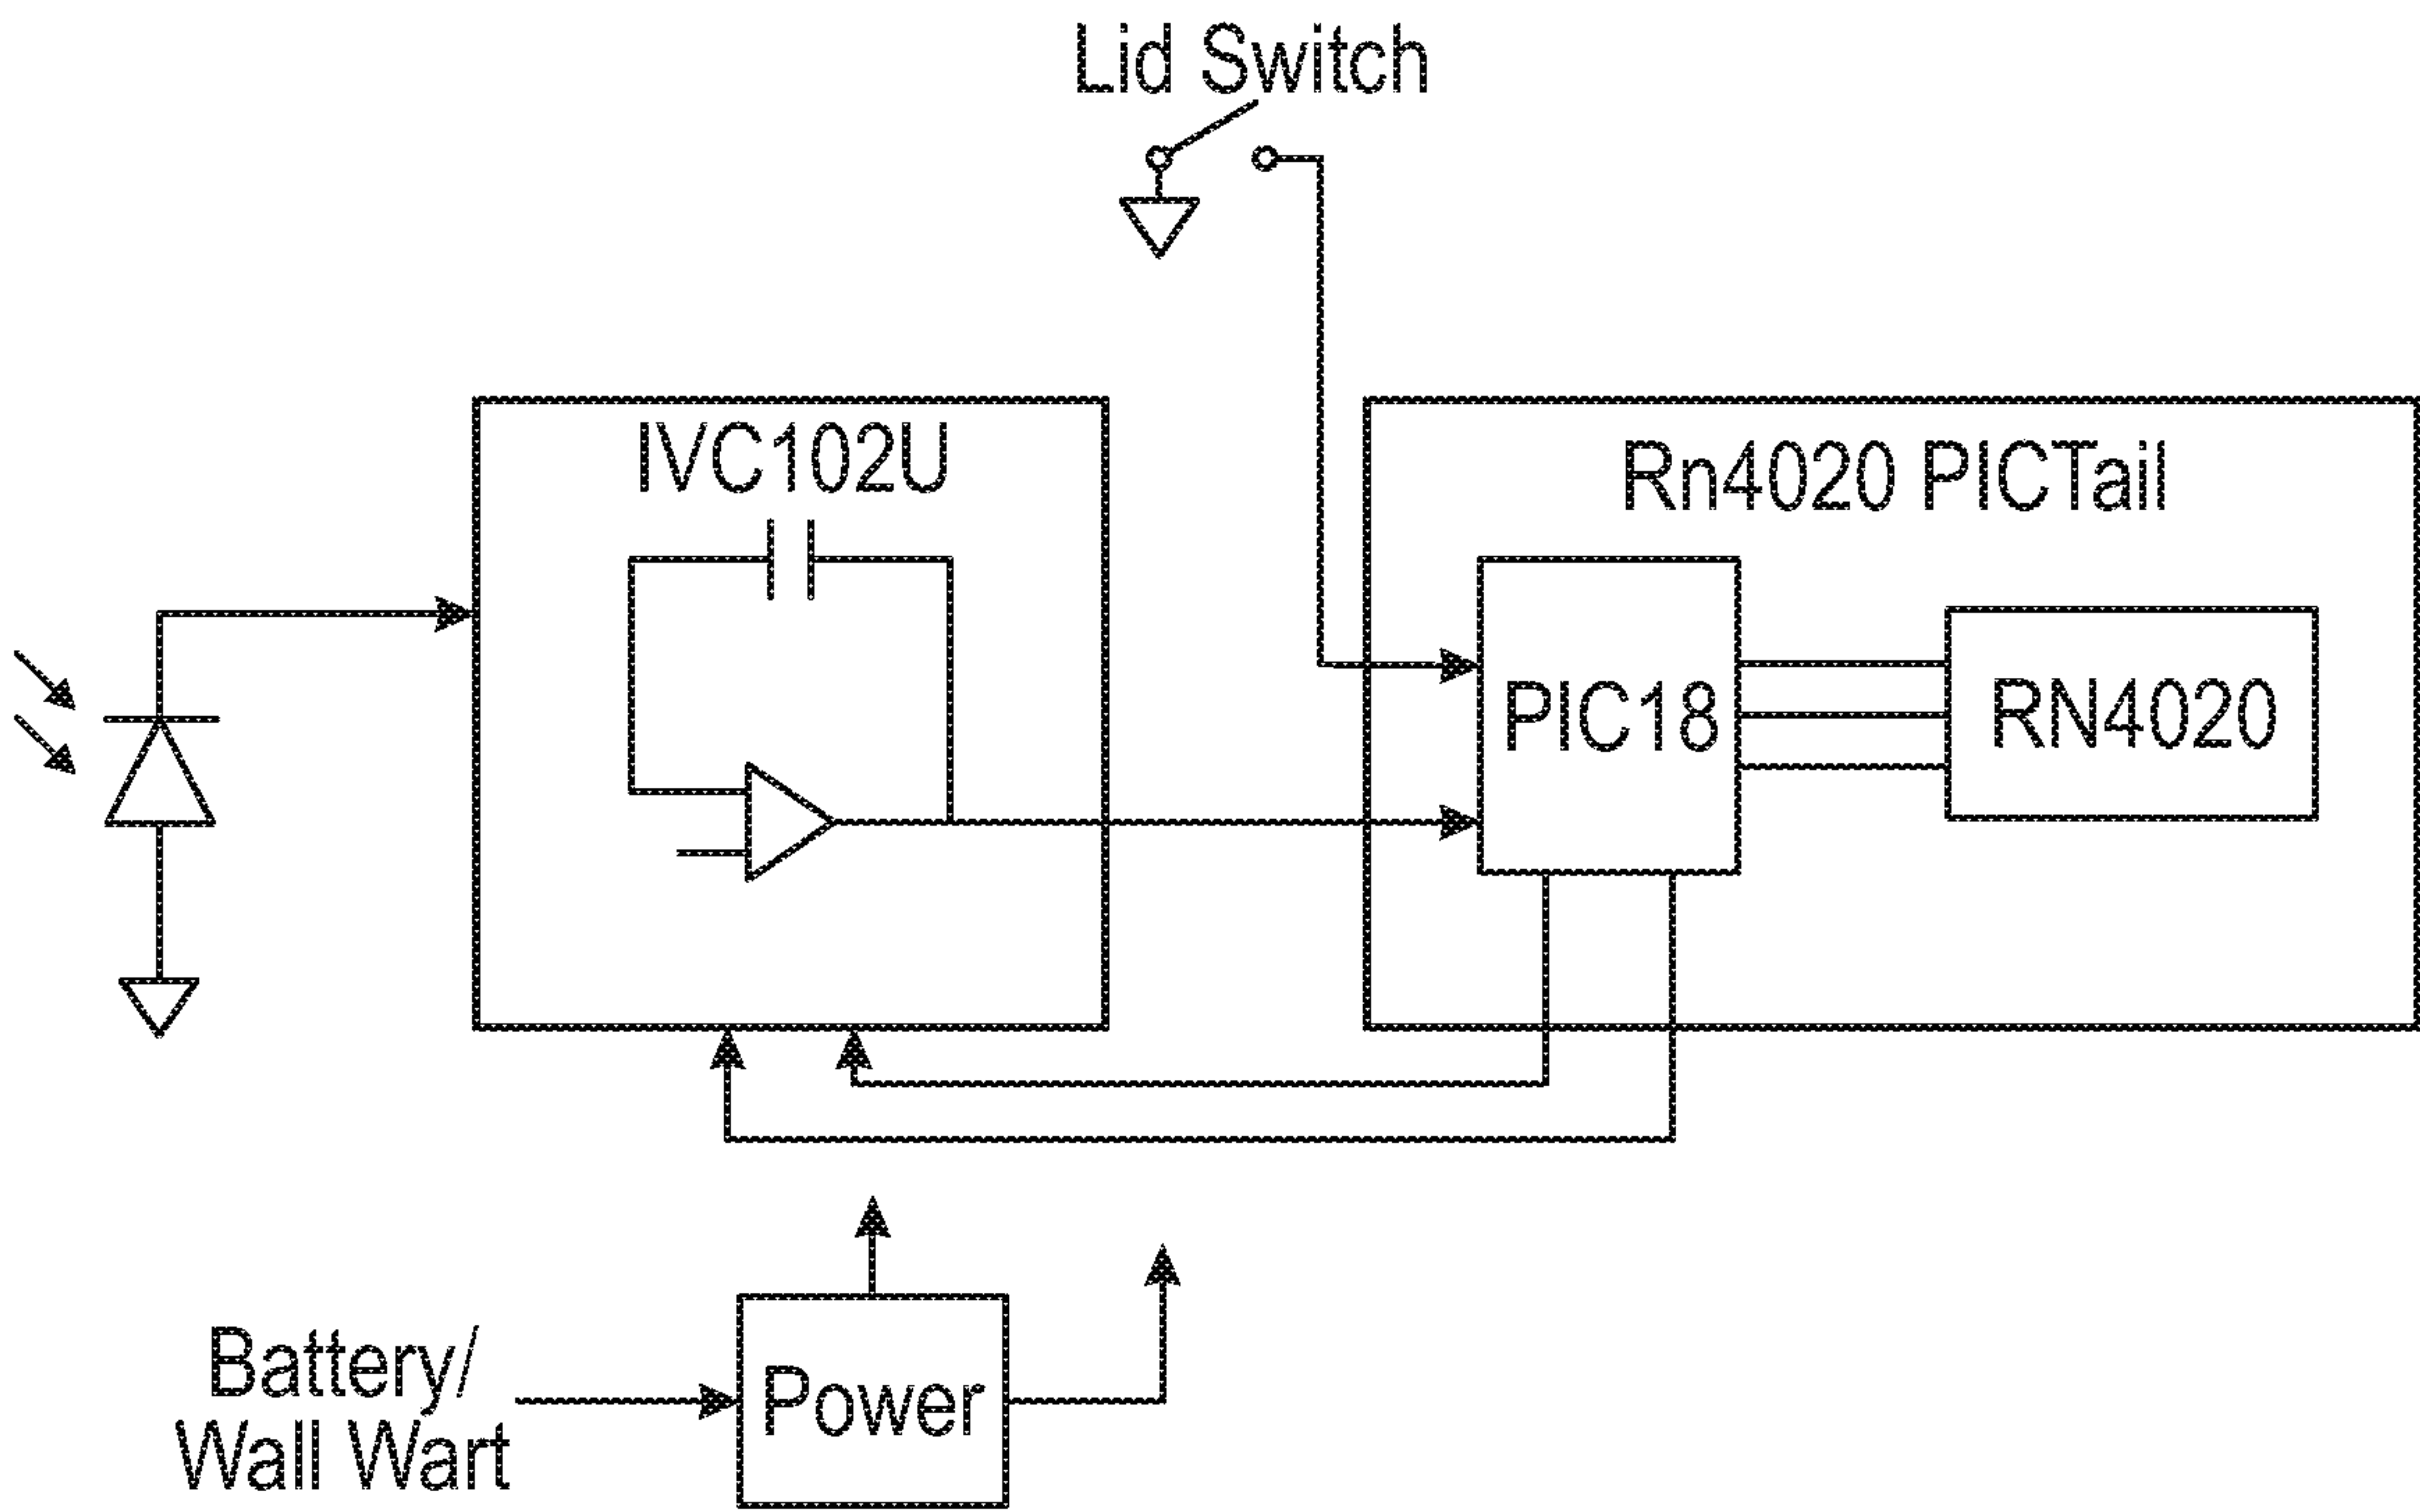 Lid Switch
IVC102U
Rn4020 PICTail
PIC18
RN4020
Battery/
Wall Wart
Power